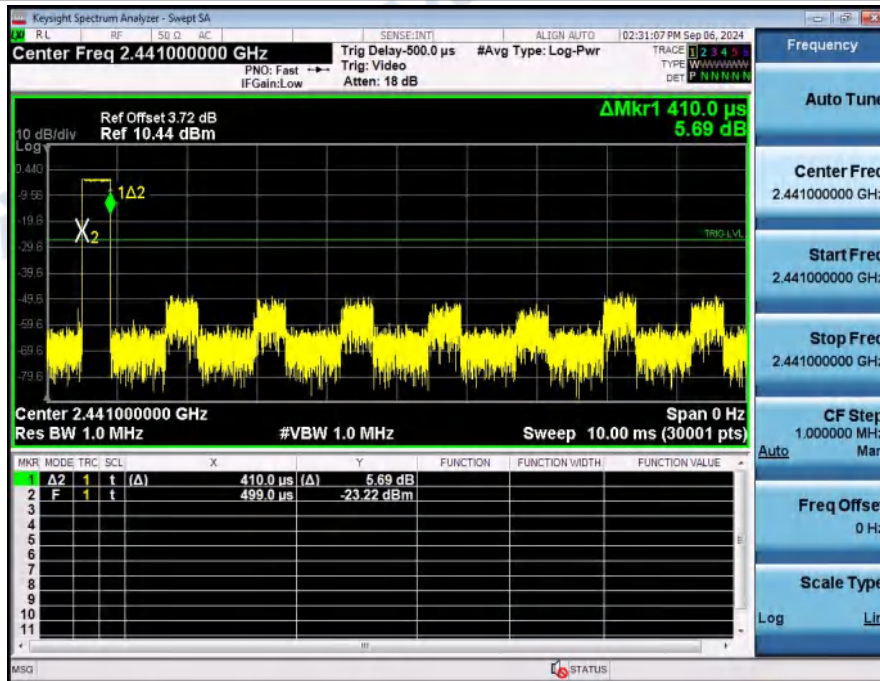 Keysight Spectrum Analyzer - Swept SA
RL RF 50 Ω AC SENSE:INT ALIGN AUTO 02:31:07 PM Sep 06, 2024
Center Freq 2.441000000 GHz
Trig Delay-500.0 µs #Avg Type: Log-Pwr
TRACE 1 2 3 4 5 6
PNO: Fast Trig: Video
TYPE WWWWWW
IFGain:Low Atten: 18 dB
DET P N N N N N
ΔMkr1 410.0 µs
5.69 dB
Ref Offset 3.72 dB
10 dB/div Ref 10.44 dBm
Log
0.440
-9.56
-19.6
-29.6
-39.6
-49.6
-59.6
-69.6
-79.6
1Δ2
X2
TRIG LVL
Center 2.441000000 GHz Span 0 Hz
Res BW 1.0 MHz #VBW 1.0 MHz Sweep 10.00 ms (30001 pts)
MKR MODE TRC SCL X Y FUNCTION FUNCTION WIDTH FUNCTION VALUE
1 Δ2 1 t (Δ) 410.0 µs (Δ) 5.69 dB
2 F 1 t 499.0 µs -23.22 dBm
3
4
5
6
7
8
9
10
11
MSG STATUS
Frequency
Auto Tune
Center Freq
2.441000000 GHz
Start Freq
2.441000000 GHz
Stop Freq
2.441000000 GHz
CF Step
1.000000 MHz
Auto Man
Freq Offset
0 Hz
Scale Type
Log Lin